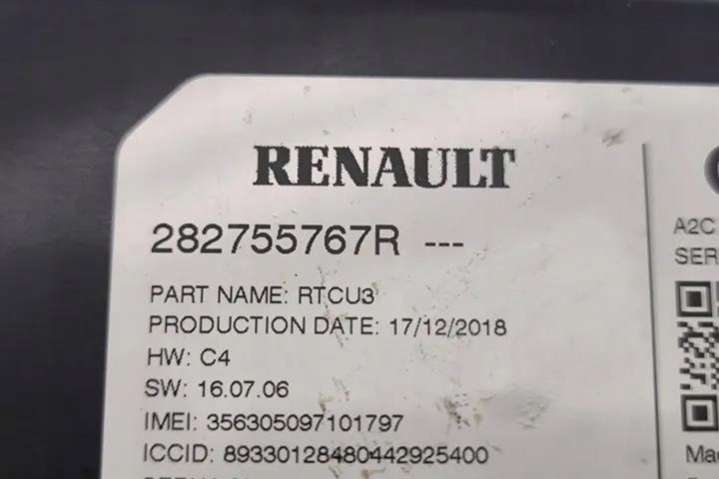 RENAULT
282755767R ---
PART NAME: RTCU3
PRODUCTION DATE: 17/12/2018
HW: C4
SW: 16.07.06
IMEI: 356305097101797
ICCID: 89330128480442925400
A2C
SER
Mad